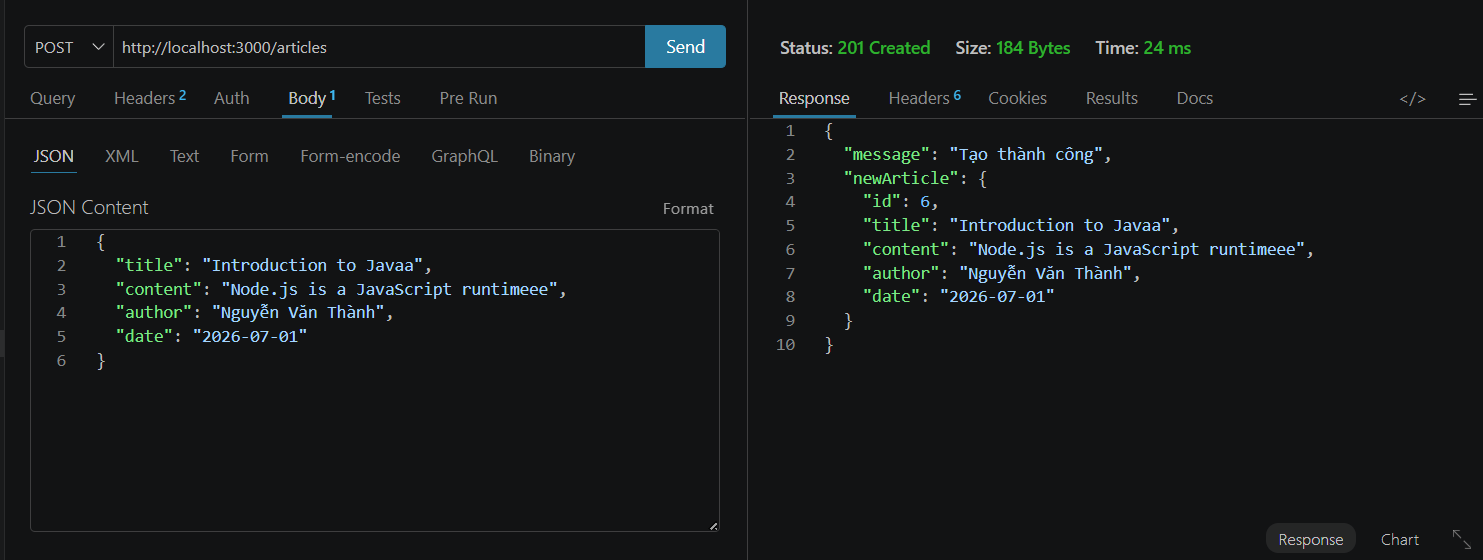 POST http://localhost:3000/articles Send
Query Headers 2 Auth Body 1 Tests Pre Run
JSON XML Text Form Form-encode GraphQL Binary
JSON Content Format
1 {
2 "title": "Introduction to Javaa",
3 "content": "Node.js is a JavaScript runtimeee",
4 "author": "Nguyễn Văn Thành",
5 "date": "2026-07-01"
6 }
Status: 201 Created Size: 184 Bytes Time: 24 ms
Response Headers 6 Cookies Results Docs </>
1 {
2 "message": "Tạo thành công",
3 "newArticle": {
4 "id": 6,
5 "title": "Introduction to Javaa",
6 "content": "Node.js is a JavaScript runtimeee",
7 "author": "Nguyễn Văn Thành",
8 "date": "2026-07-01"
9 }
10 }
Response Chart